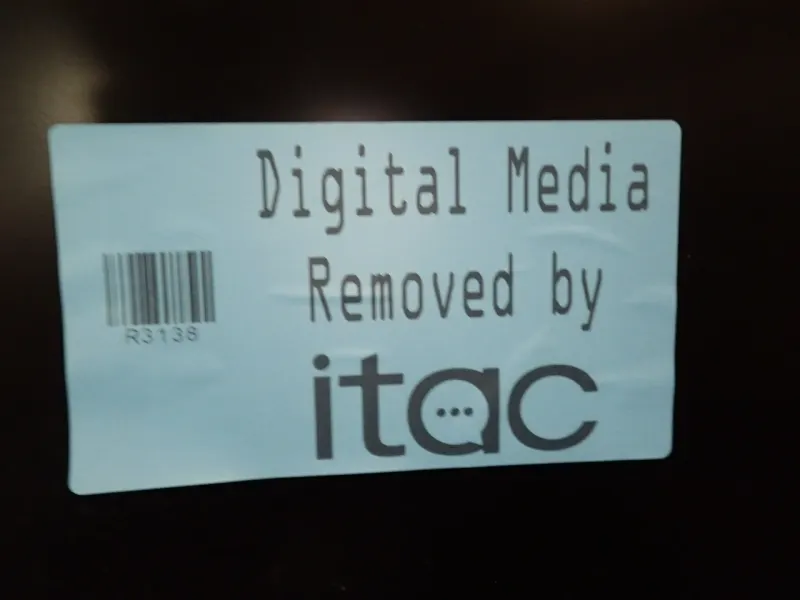 Digital Media
Removed by
itac
R3138